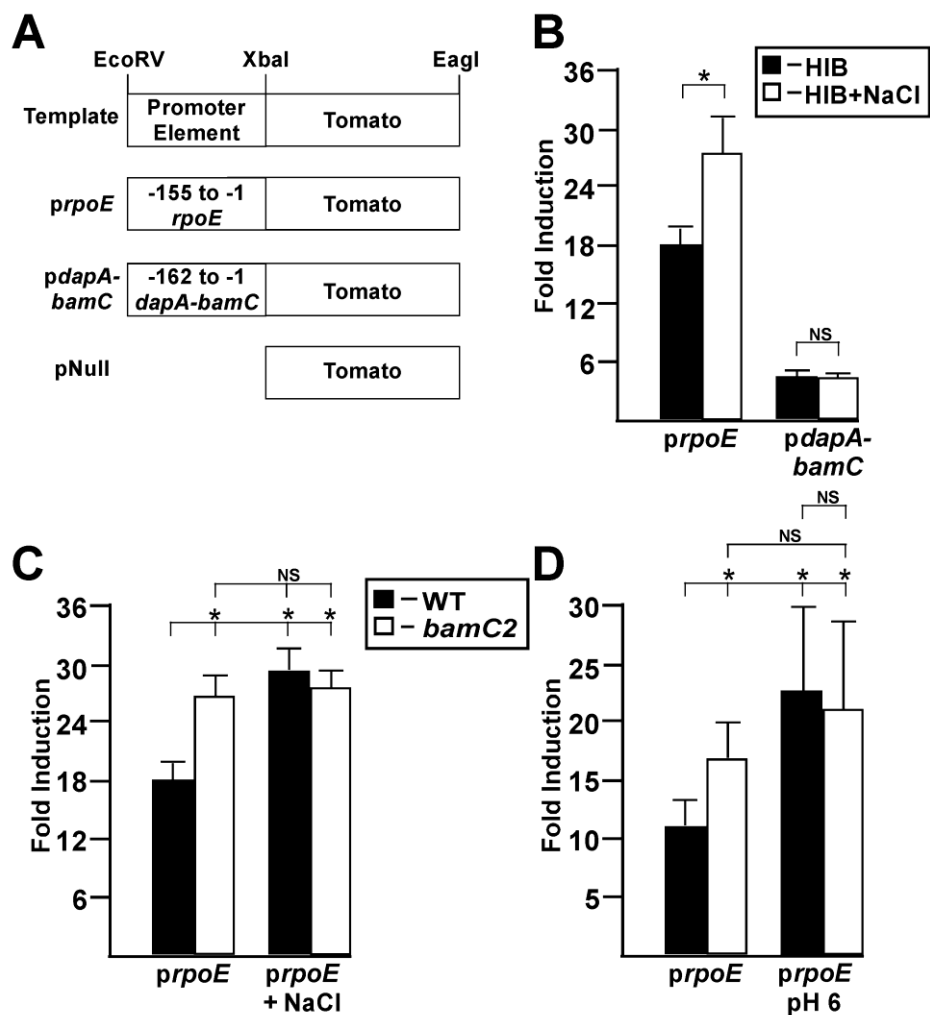 A
EcoRV XbaI EagI
Template
Promoter
Element
Tomato
prpoE
-155 to -1
rpoE
Tomato
pdapA-
bamC
-162 to -1
dapA-bamC
Tomato
pNull
Tomato
B
HIB
HIB+NaCl
Fold Induction
36
30
24
18
12
6
*
NS
prpoE
pdapA-
bamC
C
WT
bamC2
Fold Induction
36
30
24
18
12
6
NS
* * *
prpoE prpoE
+ NaCl
D
Fold Induction
30
25
20
15
10
5
NS
NS
* * *
prpoE prpoE
pH 6